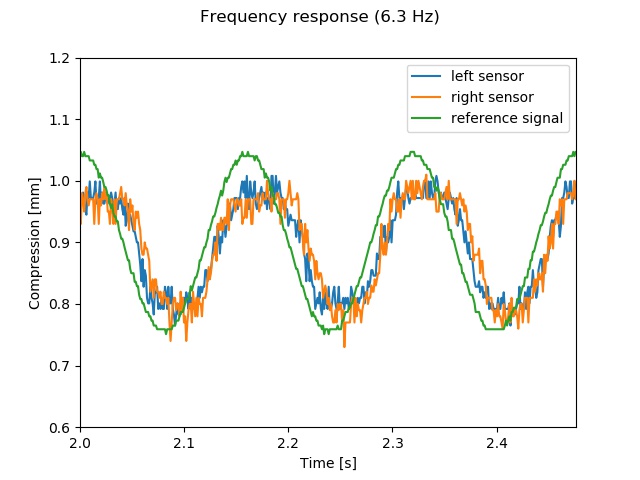 Frequency response (6.3 Hz)
1.2
1.1
1.0
0.9
0.8
0.7
0.6
Compression [mm]
left sensor
right sensor
reference signal
2.0 2.1 2.2 2.3 2.4
Time [s]